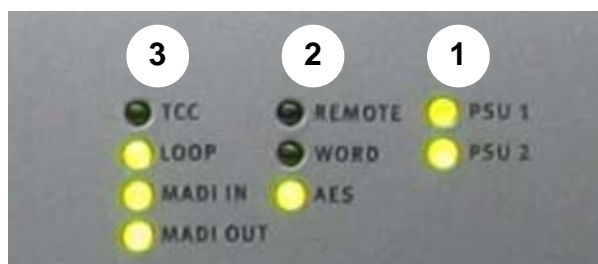 3 2 1
TCC REMOTE PSU 1
LOOP WORD PSU 2
MADI IN AES
MADI OUT